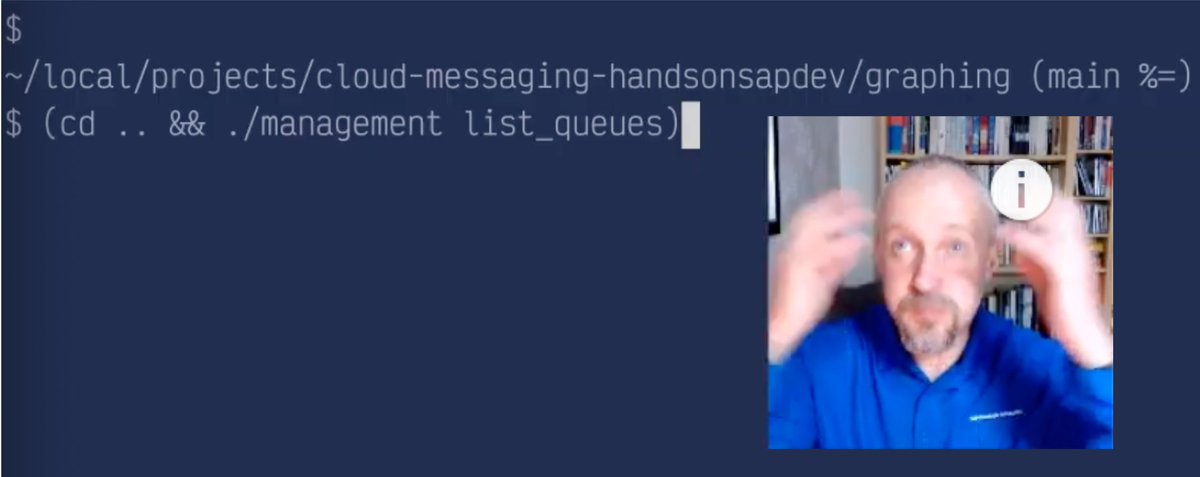 $
~/local/projects/cloud-messaging-handsonsapdev/graphing (main %=)
$ (cd .. && ./management list_queues)
i